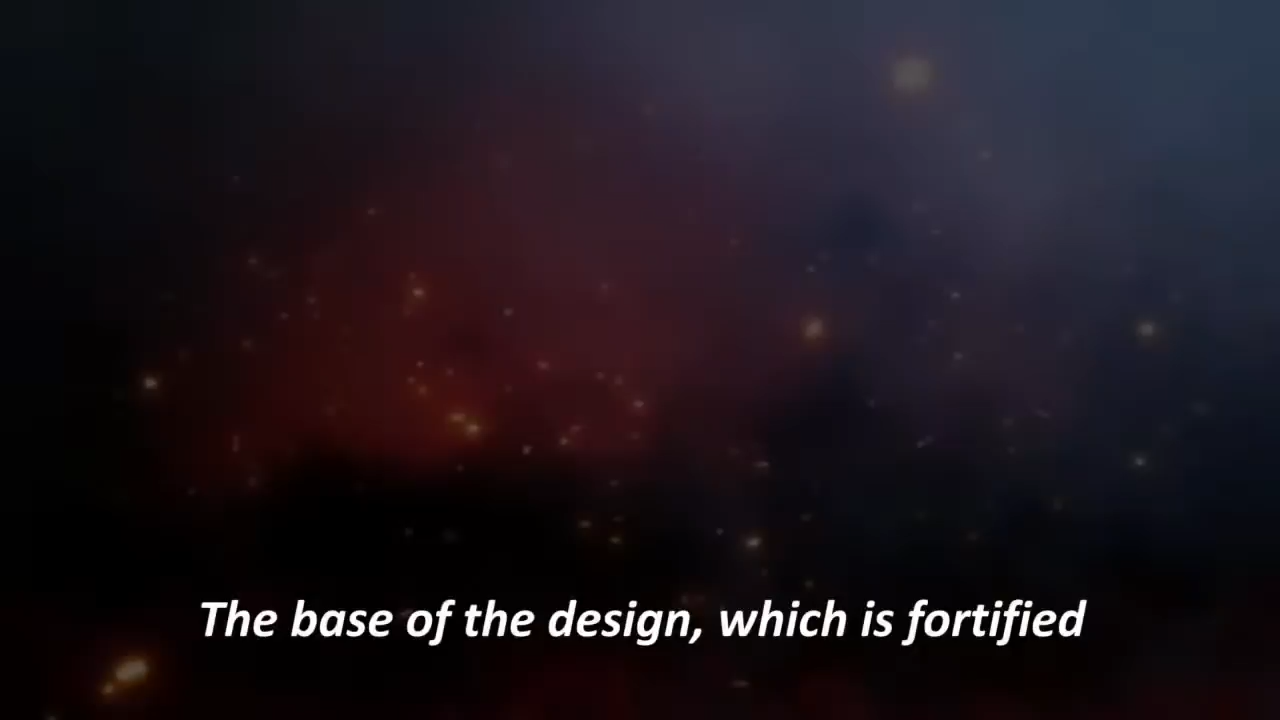 The base of the design, which is fortified